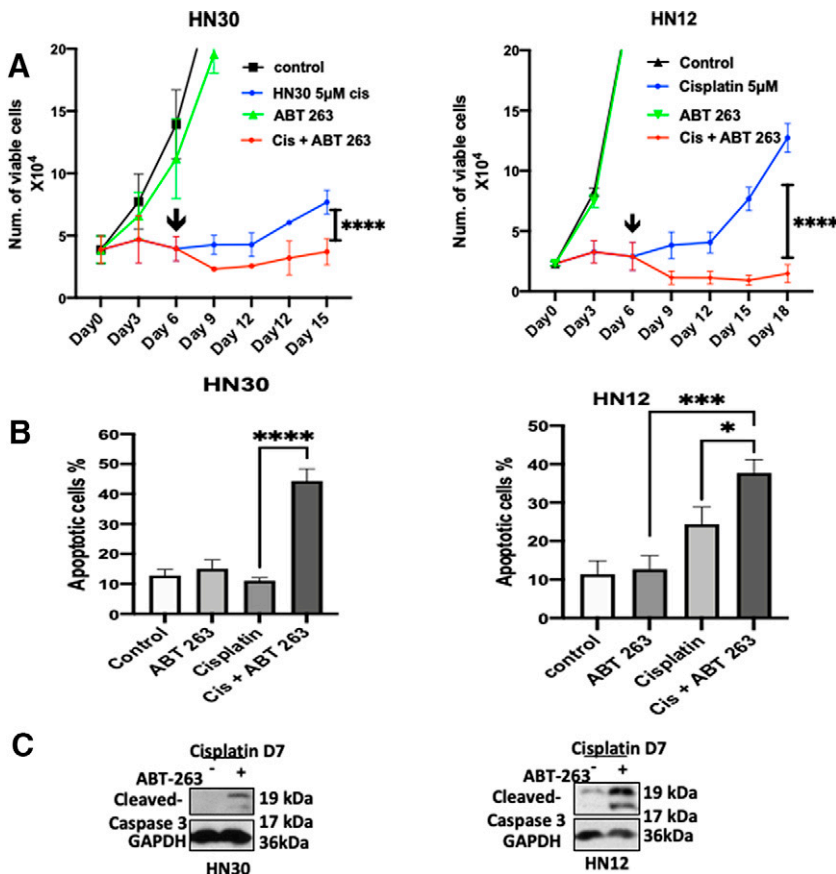 HN30
HN12
A
Num. of viable cells
X10⁴
20
15
10
5
0
control
HN30 5µM cis
ABT 263
Cis + ABT 263
****
Day0
Day3
Day 6
Day 9
Day 12
Day 12
Day 15
Num. of viable cells
X10⁴
20
15
10
5
0
Control
Cisplatin 5µM
ABT 263
Cis + ABT 263
****
Day0
Day3
Day 6
Day 9
Day 12
Day 15
Day 18
B
HN30
Apoptotic cells %
60
50
40
30
20
10
0
****
Control
ABT 263
Cisplatin
Cis + ABT 263
HN12
Apoptotic cells %
50
40
30
20
10
0
***
*
control
ABT 263
Cisplatin
Cis + ABT 263
C
Cisplatin D7
ABT-263 - +
Cleaved- 19 kDa
Caspase 3 17 kDa
GAPDH 36kDa
HN30
Cisplatin D7
ABT-263 - +
Cleaved- 19 kDa
Caspase 3 17 kDa
GAPDH 36kDa
HN12